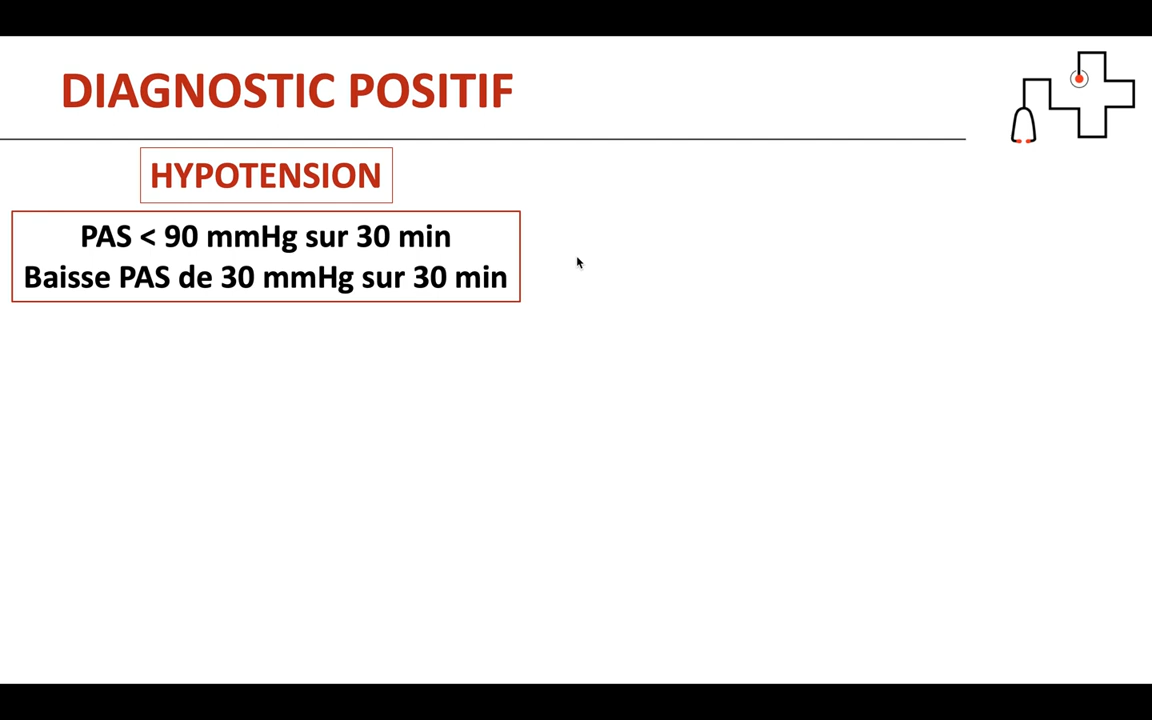 DIAGNOSTIC POSITIF
HYPOTENSION
PAS < 90 mmHg sur 30 min
Baisse PAS de 30 mmHg sur 30 min